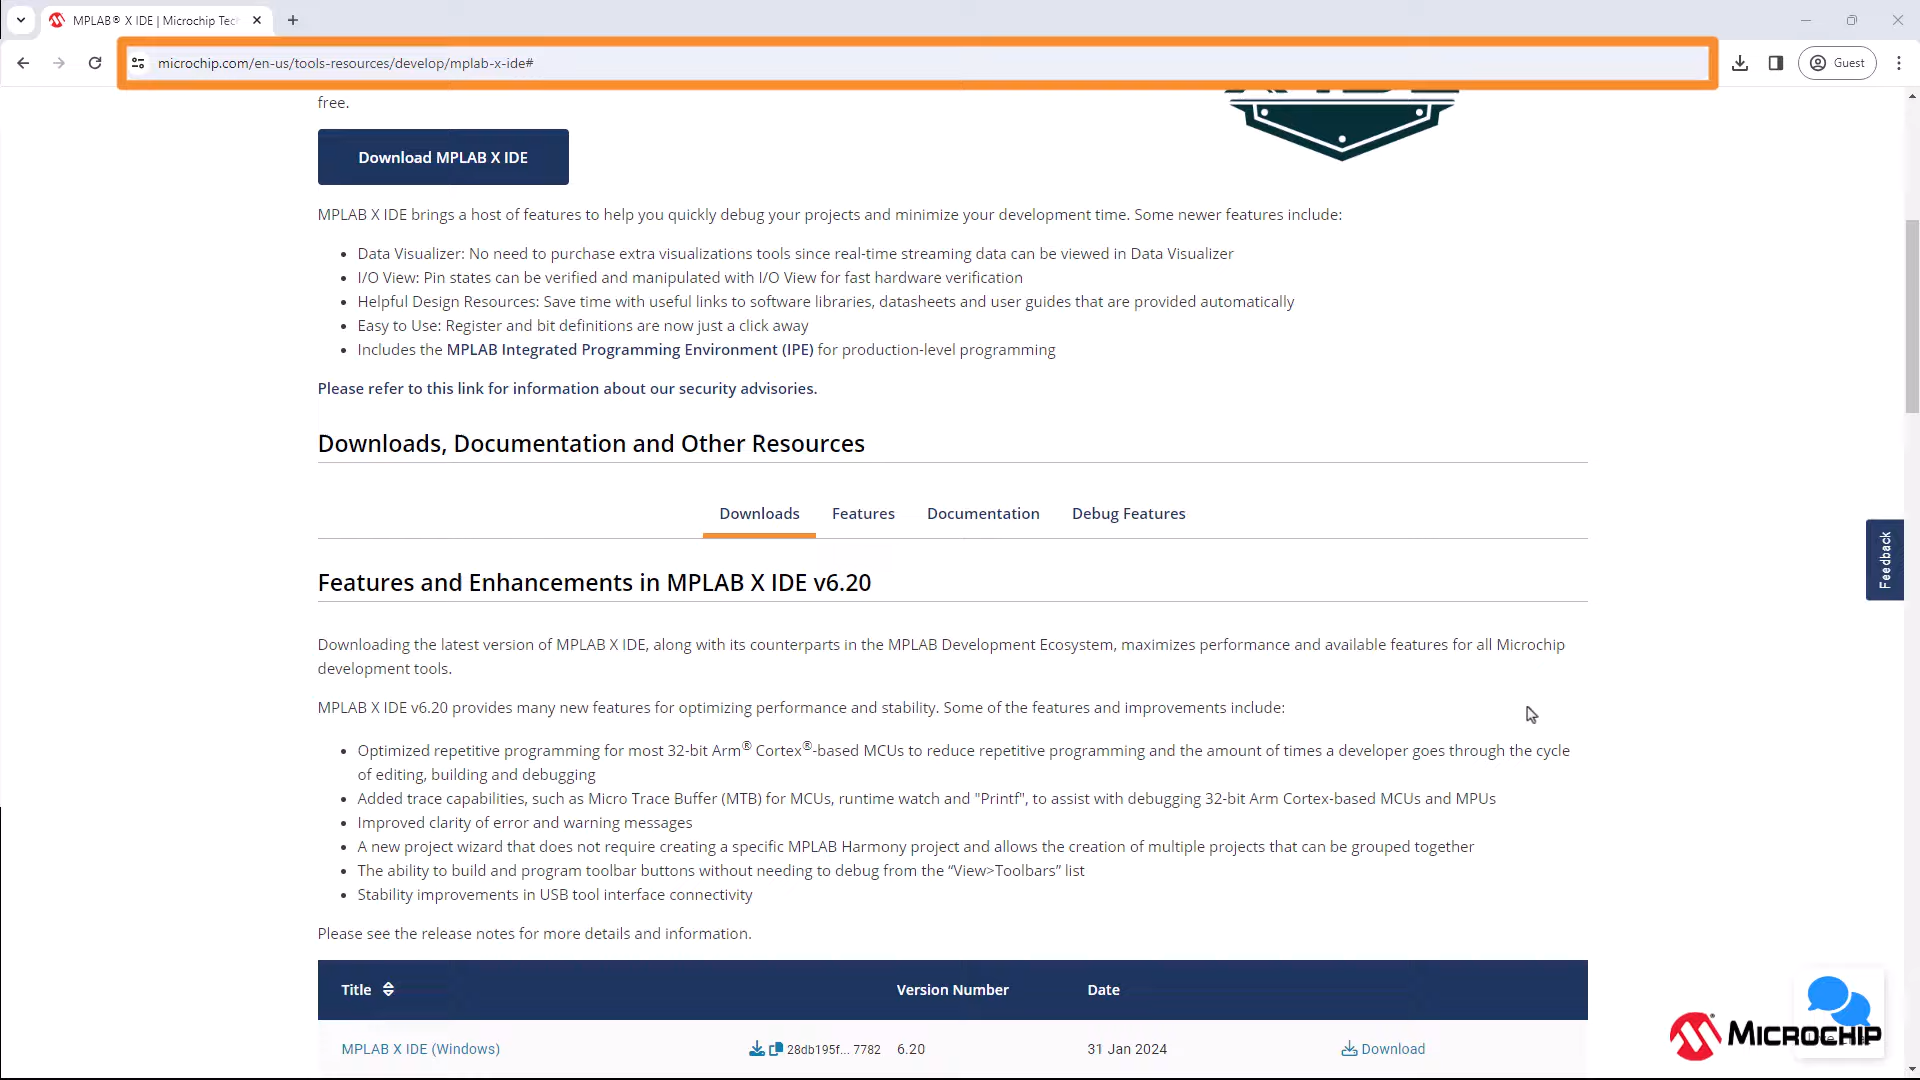 MPLAB® X IDE | Microchip Tec
microchip.com/en-us/tools-resources/develop/mplab-x-ide#
Guest
free.
Download MPLAB X IDE
MPLAB X IDE brings a host of features to help you quickly debug your projects and minimize your development time. Some newer features include:
• Data Visualizer: No need to purchase extra visualizations tools since real-time streaming data can be viewed in Data Visualizer
• I/O View: Pin states can be verified and manipulated with I/O View for fast hardware verification
• Helpful Design Resources: Save time with useful links to software libraries, datasheets and user guides that are provided automatically
• Easy to Use: Register and bit definitions are now just a click away
• Includes the MPLAB Integrated Programming Environment (IPE) for production-level programming
Please refer to this link for information about our security advisories.
Downloads, Documentation and Other Resources
Downloads Features Documentation Debug Features
Feedback
Features and Enhancements in MPLAB X IDE v6.20
Downloading the latest version of MPLAB X IDE, along with its counterparts in the MPLAB Development Ecosystem, maximizes performance and available features for all Microchip
development tools.
MPLAB X IDE v6.20 provides many new features for optimizing performance and stability. Some of the features and improvements include:
• Optimized repetitive programming for most 32-bit Arm® Cortex®-based MCUs to reduce repetitive programming and the amount of times a developer goes through the cycle
of editing, building and debugging
• Added trace capabilities, such as Micro Trace Buffer (MTB) for MCUs, runtime watch and "Printf", to assist with debugging 32-bit Arm Cortex-based MCUs and MPUs
• Improved clarity of error and warning messages
• A new project wizard that does not require creating a specific MPLAB Harmony project and allows the creation of multiple projects that can be grouped together
• The ability to build and program toolbar buttons without needing to debug from the “View>Toolbars” list
• Stability improvements in USB tool interface connectivity
Please see the release notes for more details and information.
Title Version Number Date
MPLAB X IDE (Windows) 28db195f... 7782 6.20 31 Jan 2024 Download
MICROCHIP